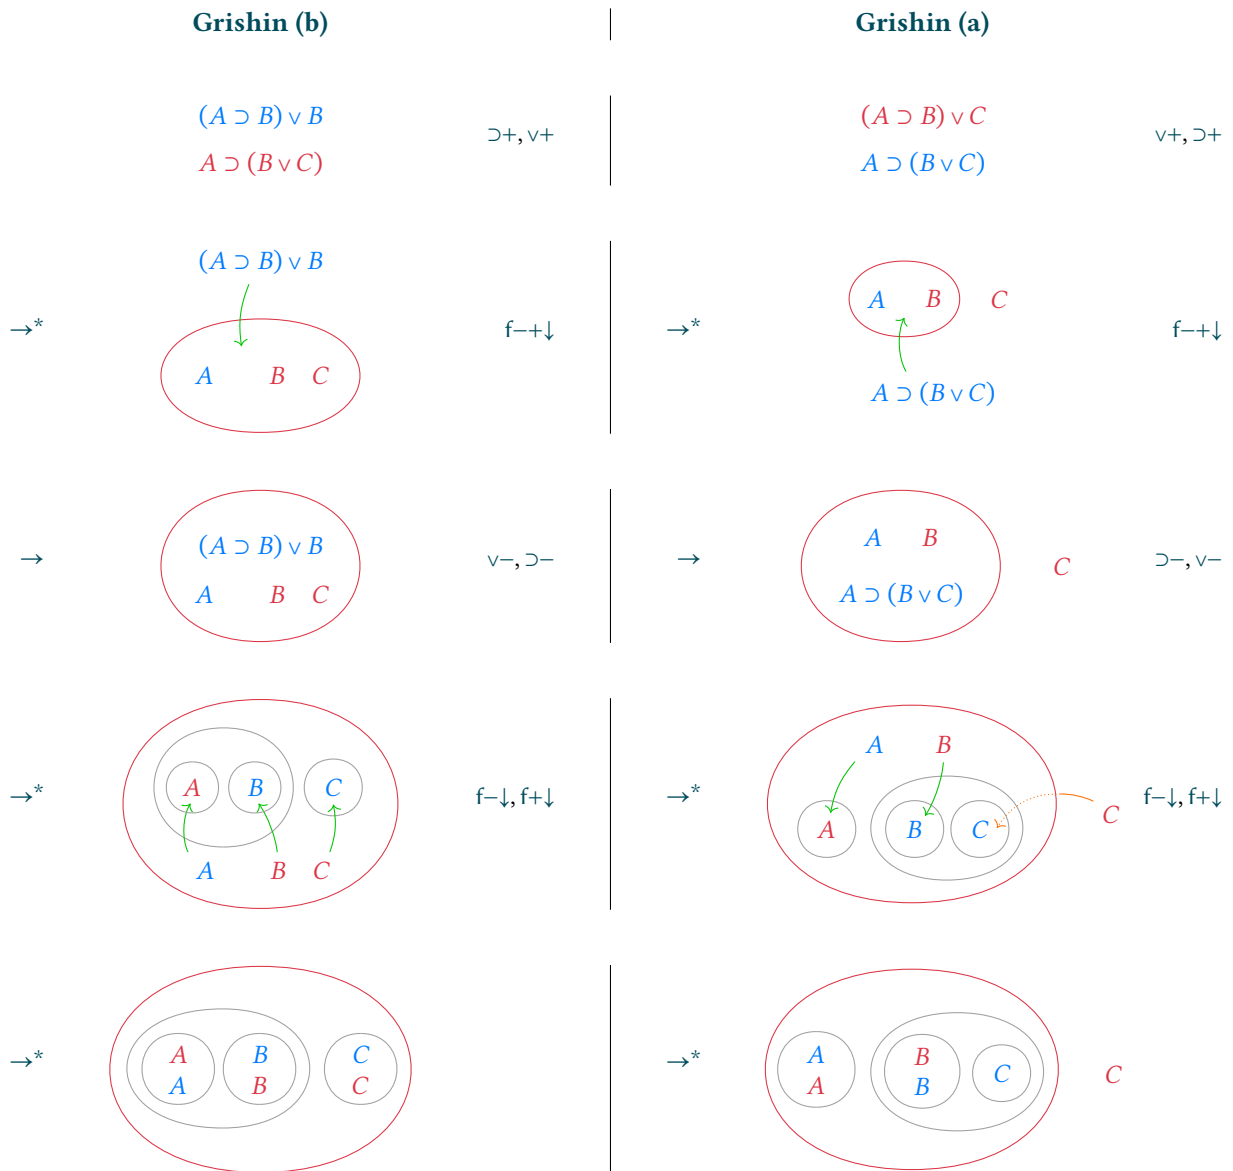 Grishin (b) Grishin (a)
(A ⊃ B) ∨ B
⊃+, ∨+
A ⊃ (B ∨ C)
(A ⊃ B) ∨ C
∨+, ⊃+
A ⊃ (B ∨ C)
→*
(A ⊃ B) ∨ B
A B C
f−+↓
→*
A B C
A ⊃ (B ∨ C)
f−+↓
→
(A ⊃ B) ∨ B
A B C
∨−, ⊃−
→
A B
A ⊃ (B ∨ C)
C
⊃−, ∨−
→*
A B C
A B C
f−↓, f+↓
→*
A B
A B C
C
f−↓, f+↓
→*
A B C
A B C
→*
A B
A B C
C